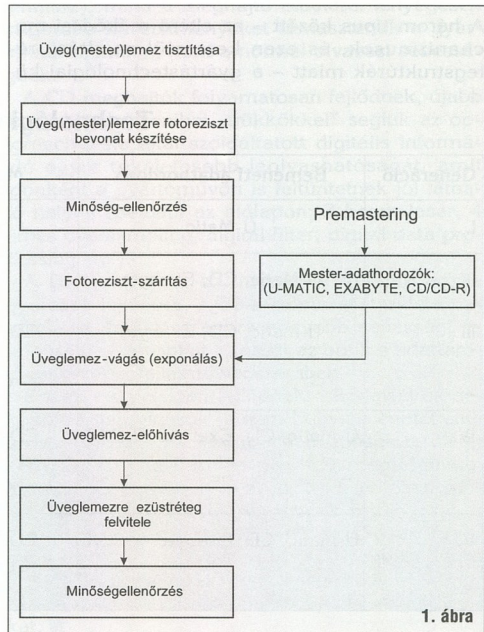 Üveg(mester)lemez tisztítása
Üveg(mester)lemezre fotoreziszt
bevonat készítése
Minőség-ellenőrzés
Fotoreziszt-szárítás
Premastering
Mester-adathordozók:
(U-MATIC, EXABYTE, CD/CD-R)
Üveglemez-vágás (exponálás)
Üveglemez-előhívás
Üveglemezre ezüstréteg
felvitele
Minőségellenőrzés
1. ábra